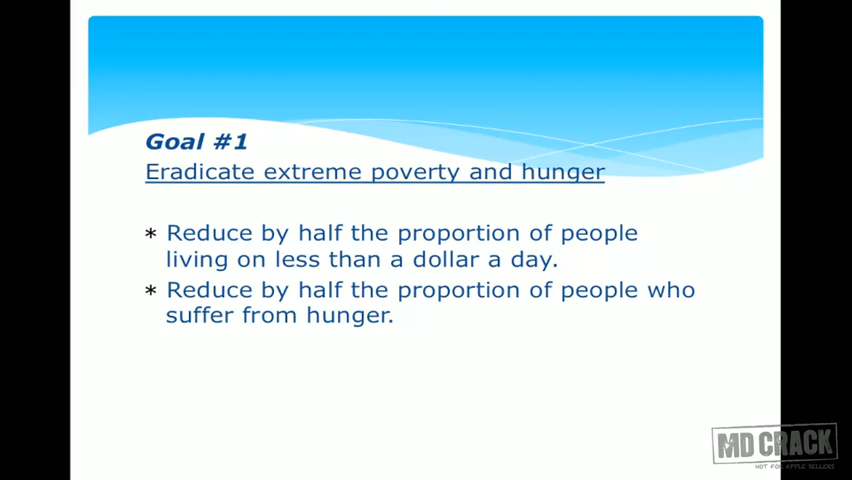 Goal #1
Eradicate extreme poverty and hunger
* Reduce by half the proportion of people
living on less than a dollar a day.
* Reduce by half the proportion of people who
suffer from hunger.
MD CRACK
NOT FOR APPLE SELLERS